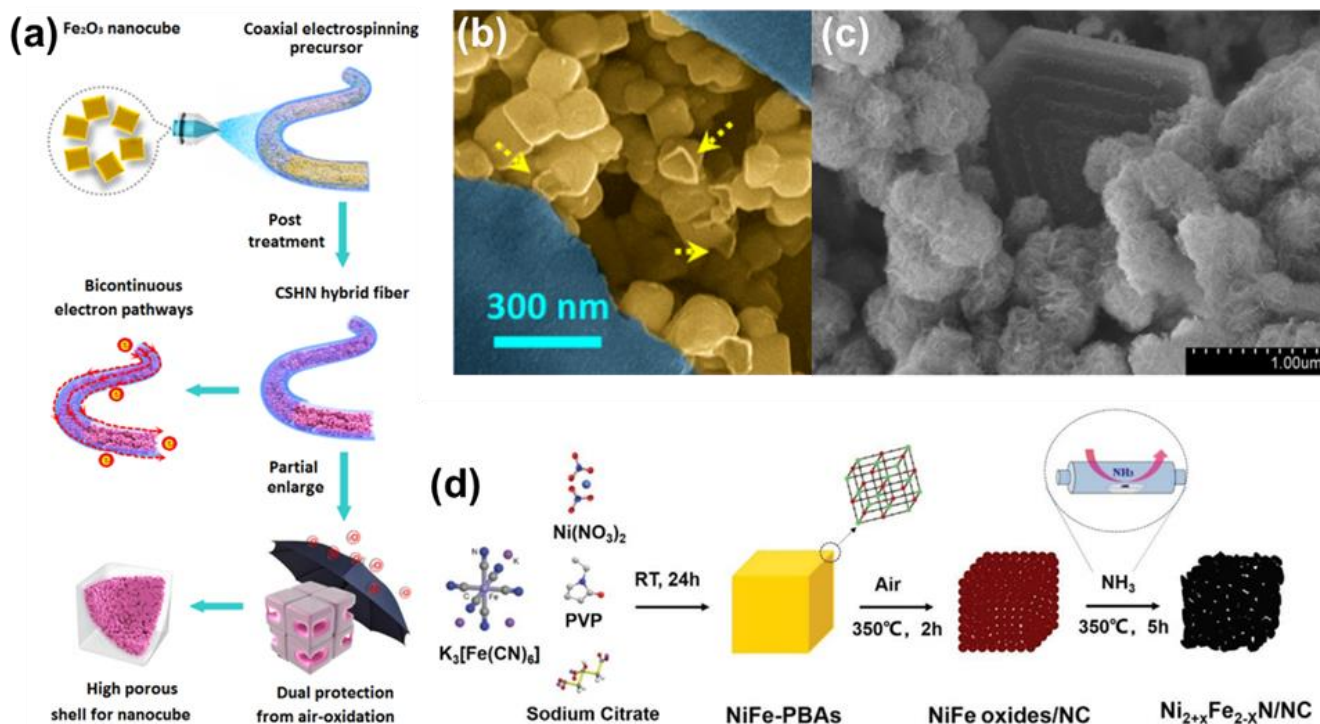 (a)
Fe₂O₃ nanocube
Coaxial electrospinning
precursor
Post
treatment
Bicontinuous
electron pathways
CSHN hybrid fiber
e
e
e
e
Partial
enlarge
High porous
shell for nanocube
Dual protection
from air-oxidation
(b)
300 nm
(c)
1.00um
(d)
Ni(NO₃)₂
N
K
C
Fe
K₃[Fe(CN)₆]
PVP
Sodium Citrate
RT, 24h
NiFe-PBAs
Air
350℃, 2h
NiFe oxides/NC
NH₃
NH₃
350℃, 5h
Ni₂₊ₓFe₂₋ₓN/NC